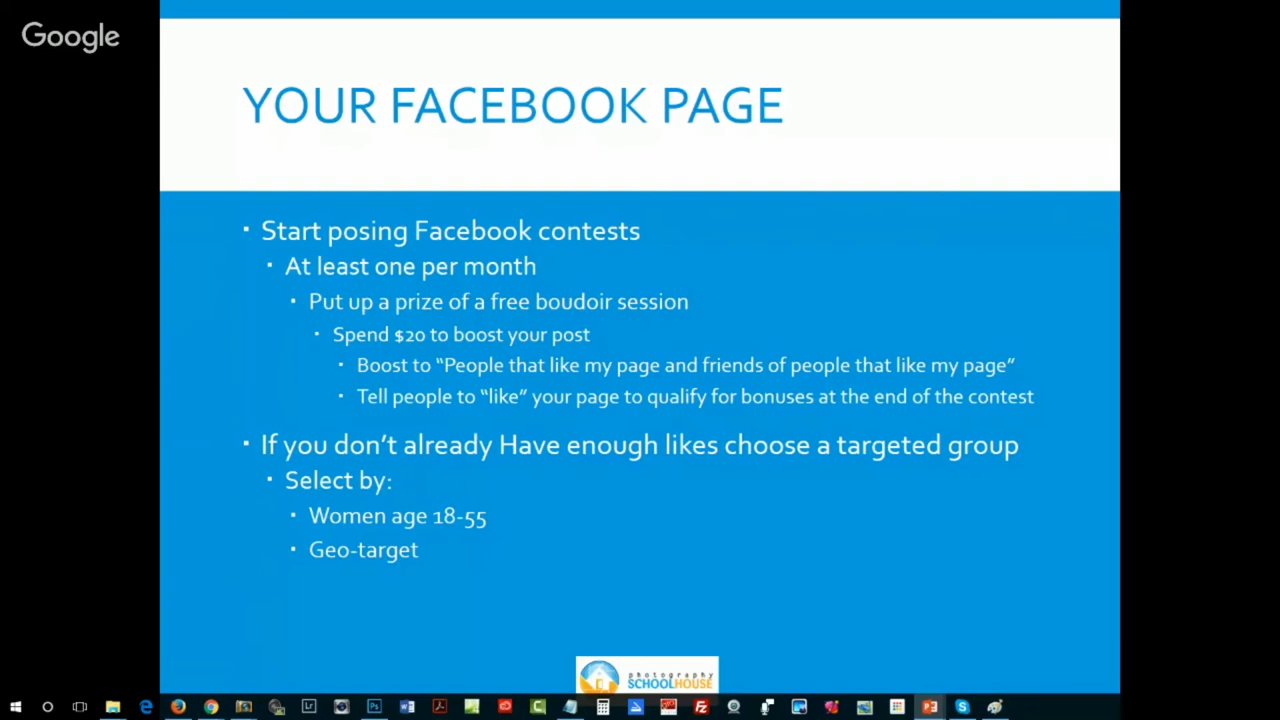 Google
YOUR FACEBOOK PAGE
Start posing Facebook contests
At least one per month
Put up a prize of a free boudoir session
Spend $20 to boost your post
Boost to “People that like my page and friends of people that like my page”
Tell people to “like” your page to qualify for bonuses at the end of the contest
If you don’t already Have enough likes choose a targeted group
Select by:
Women age 18-55
Geo-target
photography
SCHOOLHOUSE